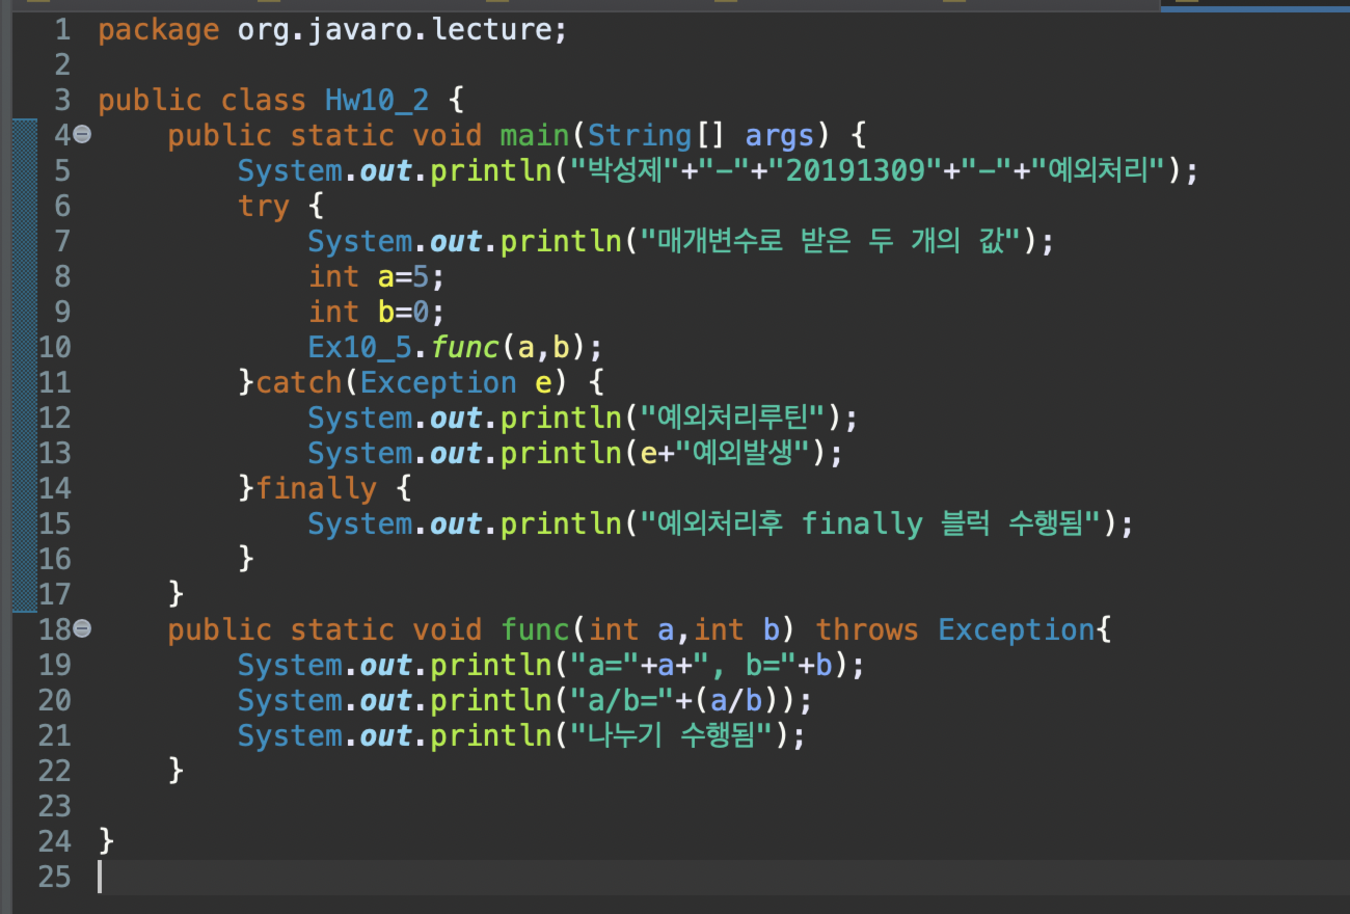 1 package org.javaro.lecture;
2
3 public class Hw10_2 {
4 public static void main(String[] args) {
5 System.out.println("박성제"+"-"+"20191309"+"-"+"예외처리");
6 try {
7 System.out.println("매개변수로 받은 두 개의 값");
8 int a=5;
9 int b=0;
10 Ex10_5.func(a,b);
11 }catch(Exception e) {
12 System.out.println("예외처리루틴");
13 System.out.println(e+"예외발생");
14 }finally {
15 System.out.println("예외처리후 finally 블럭 수행됨");
16 }
17 }
18 public static void func(int a,int b) throws Exception{
19 System.out.println("a="+a+", b="+b);
20 System.out.println("a/b="+(a/b));
21 System.out.println("나누기 수행됨");
22 }
23
24 }
25